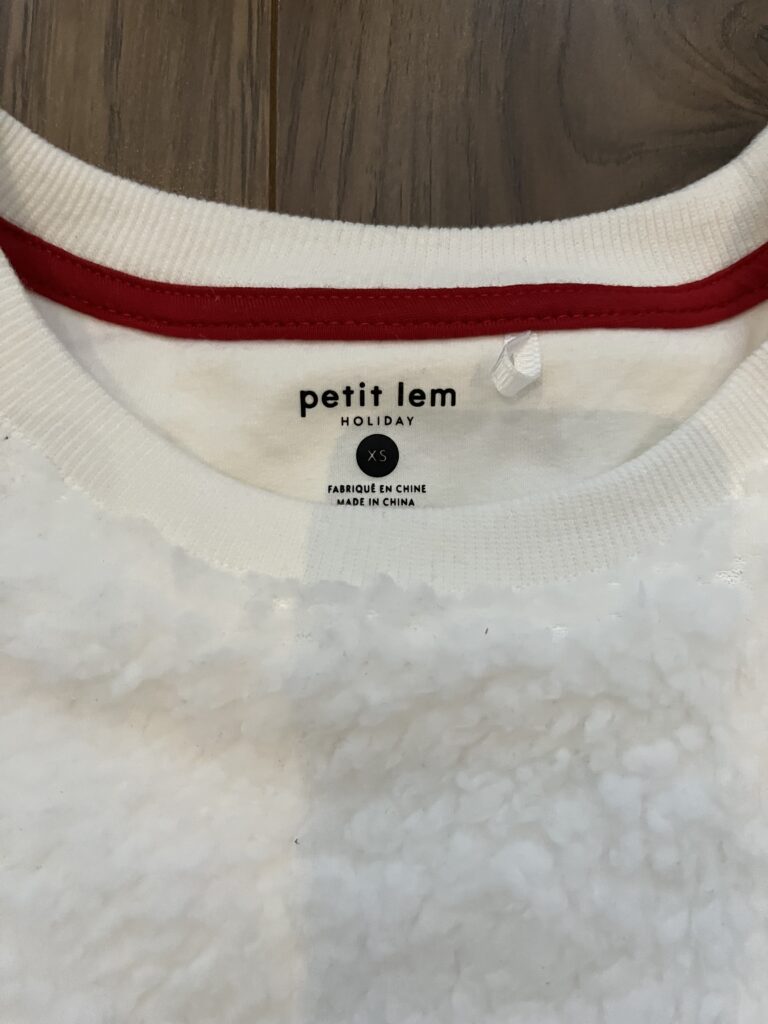 petit lem
HOLIDAY
XS
FABRIQUÉ EN CHINE
MADE IN CHINA